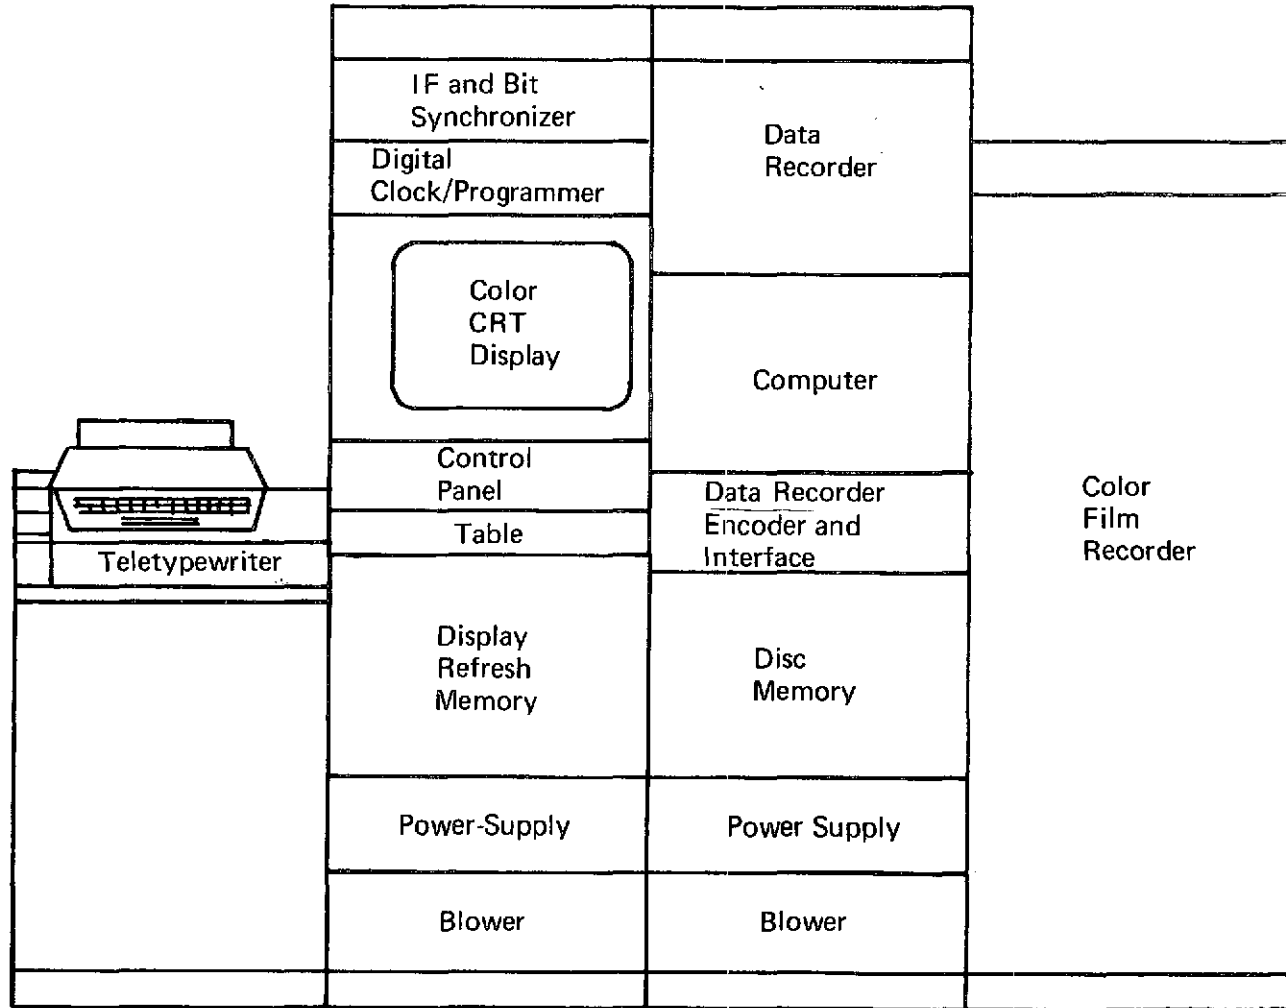 IF and Bit
Synchronizer
Digital
Clock/Programmer
Color
CRT
Display
Control
Panel
Table
Teletypewriter
Display
Refresh
Memory
Power-Supply
Blower
Data
Recorder
Computer
Data Recorder
Encoder and
Interface
Disc
Memory
Power Supply
Blower
Color
Film
Recorder